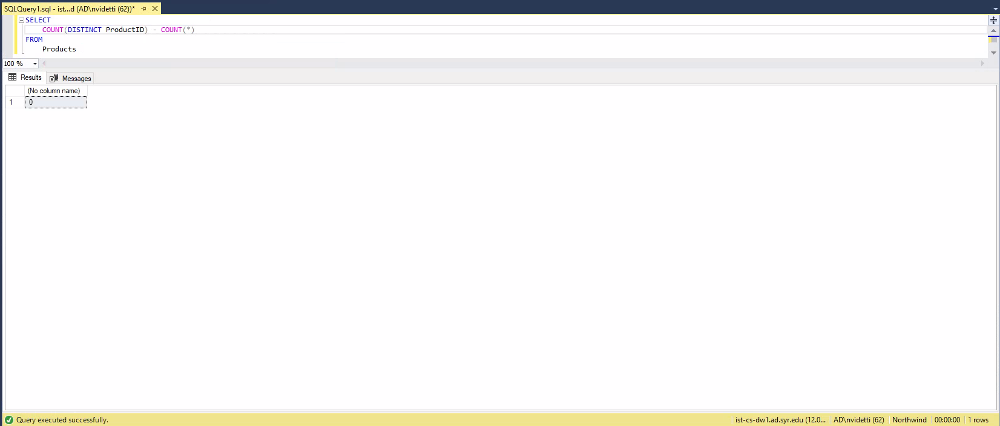 SQLQuery1.sql - ist...d (AD\nvidetti (62))*
SELECT
COUNT(DISTINCT ProductID) - COUNT(*)
FROM
Products
100 %
Results Messages
(No column name)
1 0
Query executed successfully. ist-cs-dw1.ad.syr.edu (12.0... AD\nvidetti (62) Northwind 00:00:00 1 rows